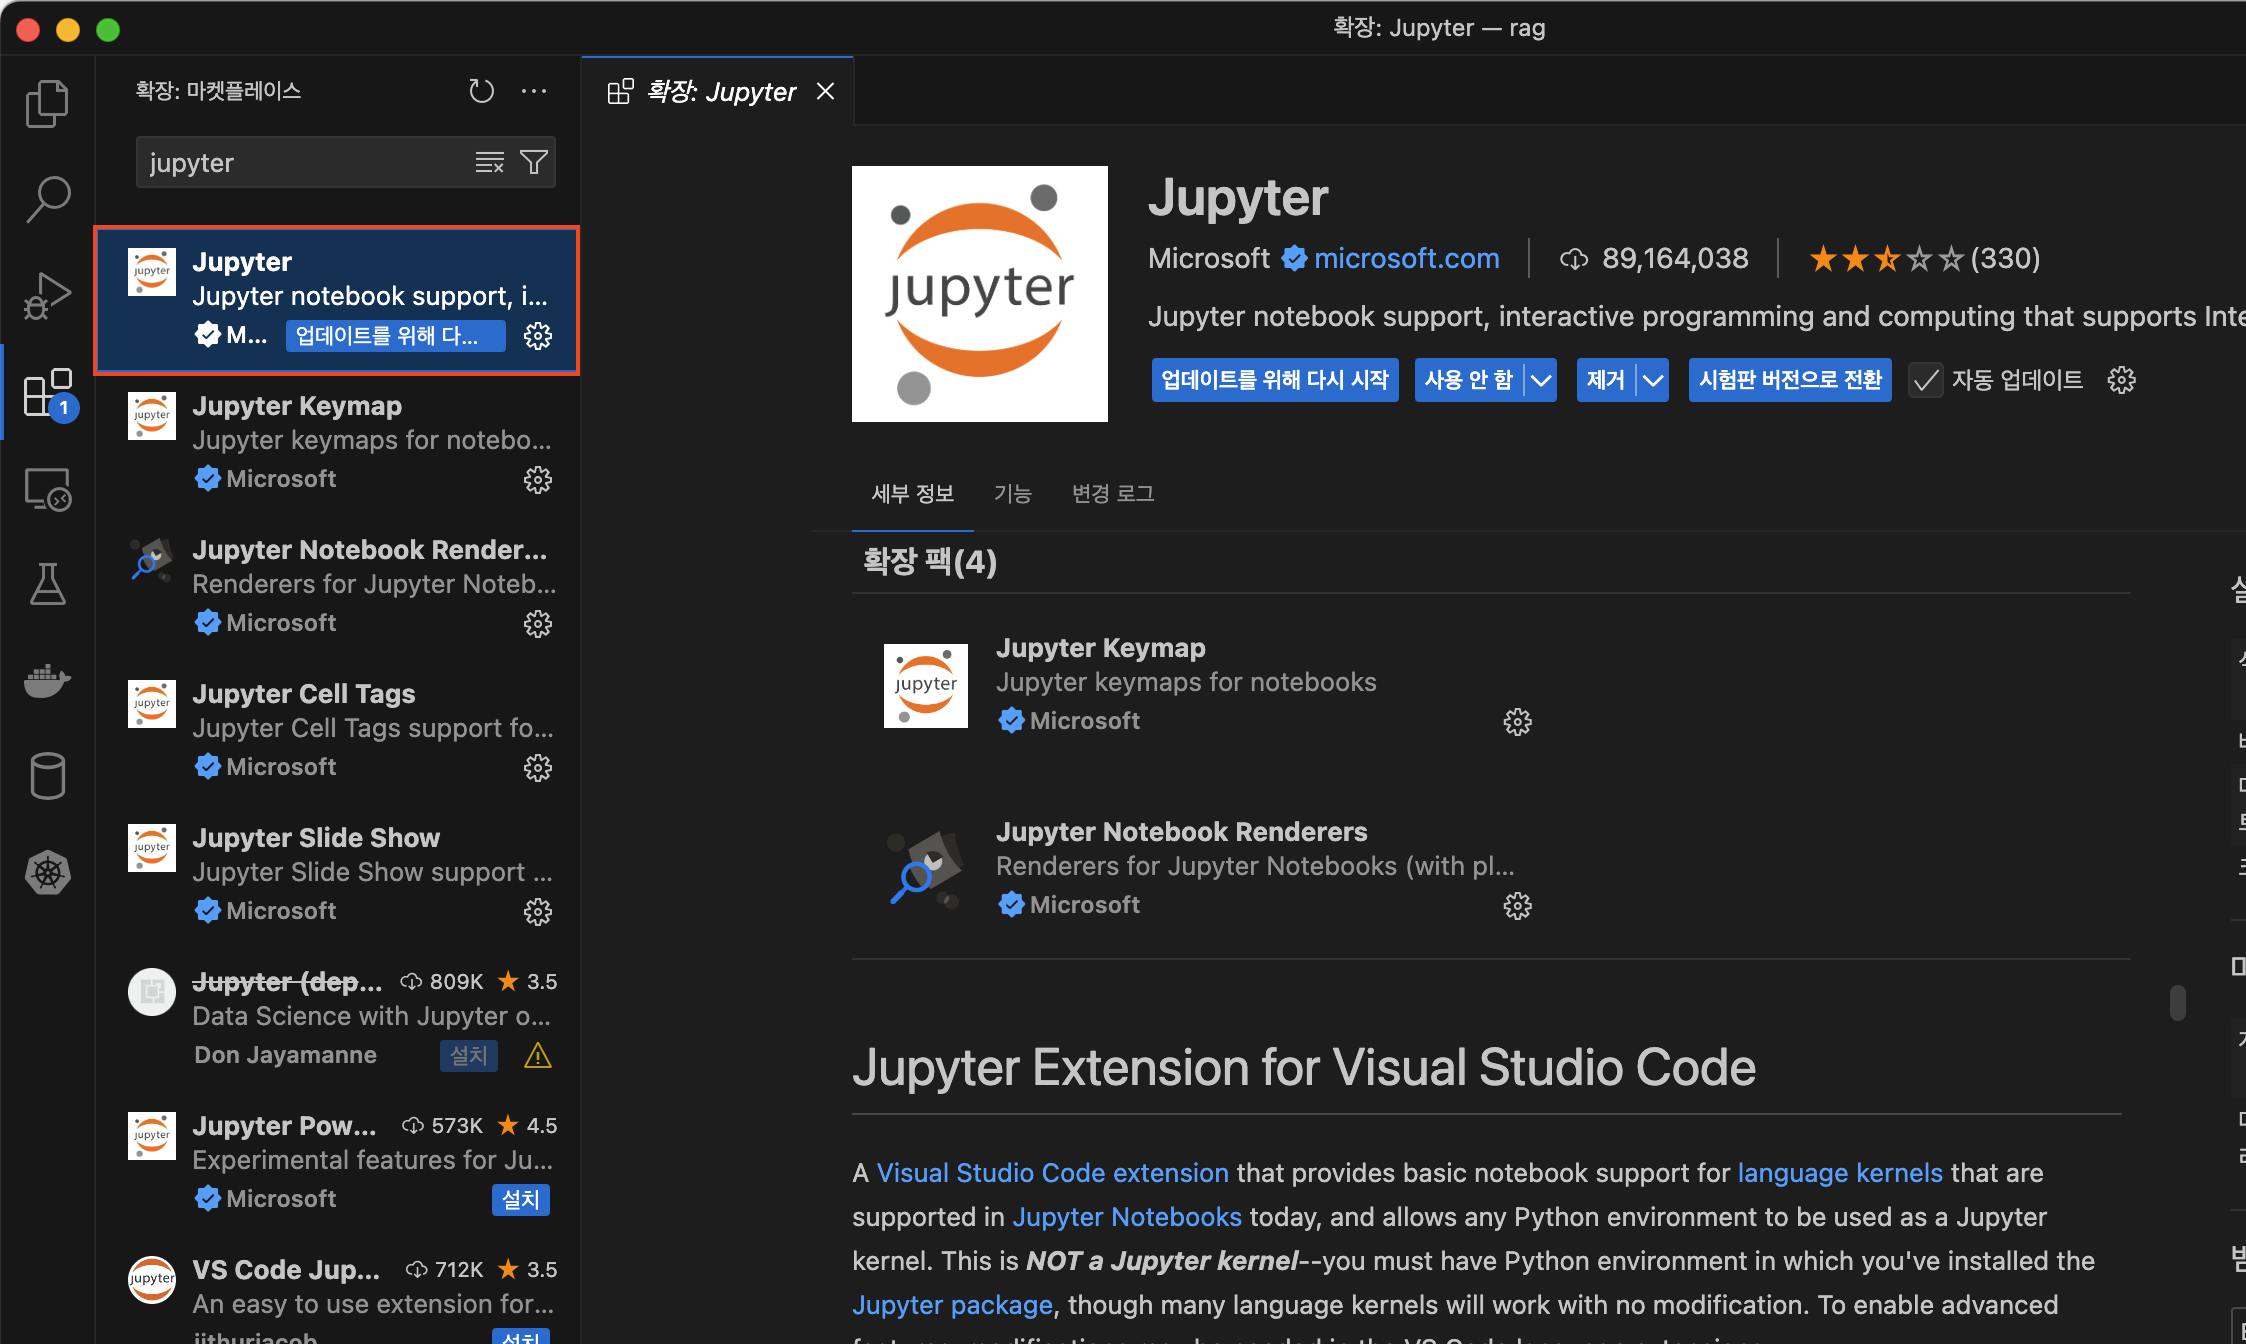 확장: Jupyter — rag
확장: 마켓플레이스
확장: Jupyter
jupyter
1
Jupyter
Jupyter notebook support, i...
M...
업데이트를 위해 다...
Jupyter Keymap
Jupyter keymaps for notebo...
Microsoft
Jupyter Notebook Render...
Renderers for Jupyter Noteb...
Microsoft
Jupyter Cell Tags
Jupyter Cell Tags support fo...
Microsoft
Jupyter Slide Show
Jupyter Slide Show support ...
Microsoft
Jupyter (dep... 809K 3.5
Data Science with Jupyter o...
Don Jayamanne 설치
Jupyter Pow... 573K 4.5
Experimental features for Ju...
Microsoft 설치
VS Code Jup... 712K 3.5
An easy to use extension for...
설치
jupyter
Jupyter
Microsoft microsoft.com 89,164,038 (330)
Jupyter notebook support, interactive programming and computing that supports Inte
업데이트를 위해 다시 시작 사용 안 함 제거 시험판 버전으로 전환 자동 업데이트
세부 정보 기능 변경 로그
확장 팩(4)
jupyter
Jupyter Keymap
Jupyter keymaps for notebooks
Microsoft
Jupyter Notebook Renderers
Renderers for Jupyter Notebooks (with pl...
Microsoft
Jupyter Extension for Visual Studio Code
A Visual Studio Code extension that provides basic notebook support for language kernels that are
supported in Jupyter Notebooks today, and allows any Python environment to be used as a Jupyter
kernel. This is NOT a Jupyter kernel--you must have Python environment in which you've installed the
Jupyter package, though many language kernels will work with no modification. To enable advanced